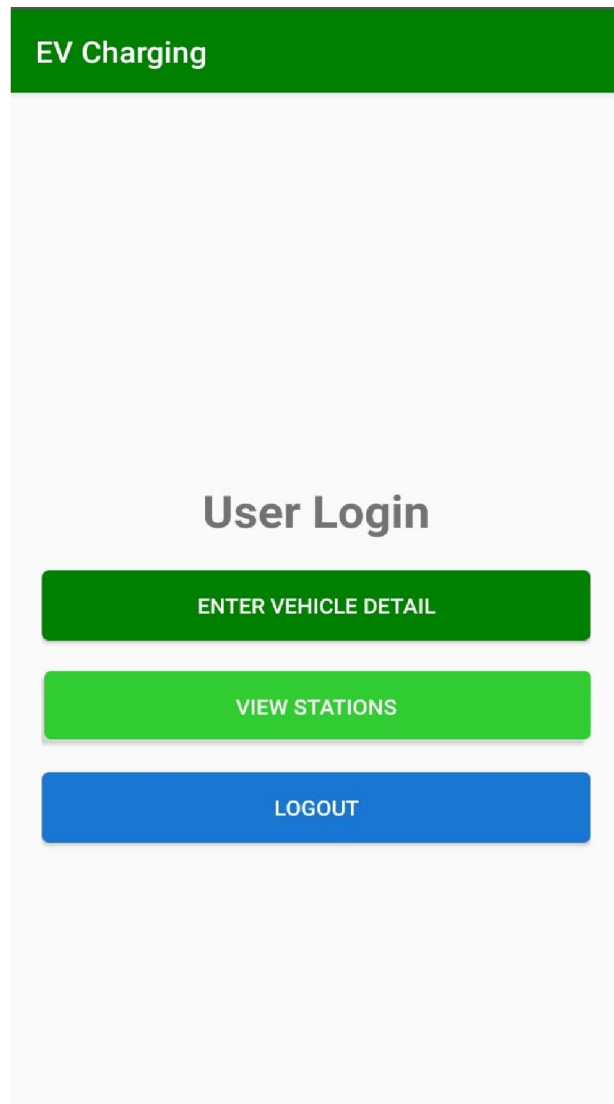 EV Charging
User Login
ENTER VEHICLE DETAIL
VIEW STATIONS
LOGOUT